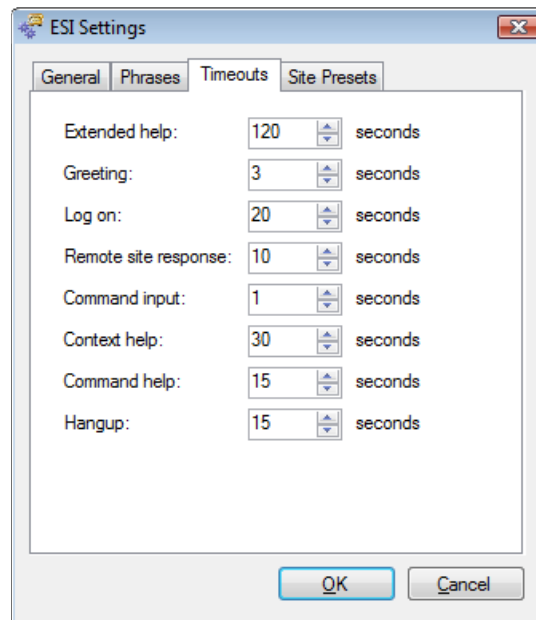 ESI Settings
General Phrases Timeouts Site Presets
Extended help: 120 seconds
Greeting: 3 seconds
Log on: 20 seconds
Remote site response: 10 seconds
Command input: 1 seconds
Context help: 30 seconds
Command help: 15 seconds
Hangup: 15 seconds
OK Cancel